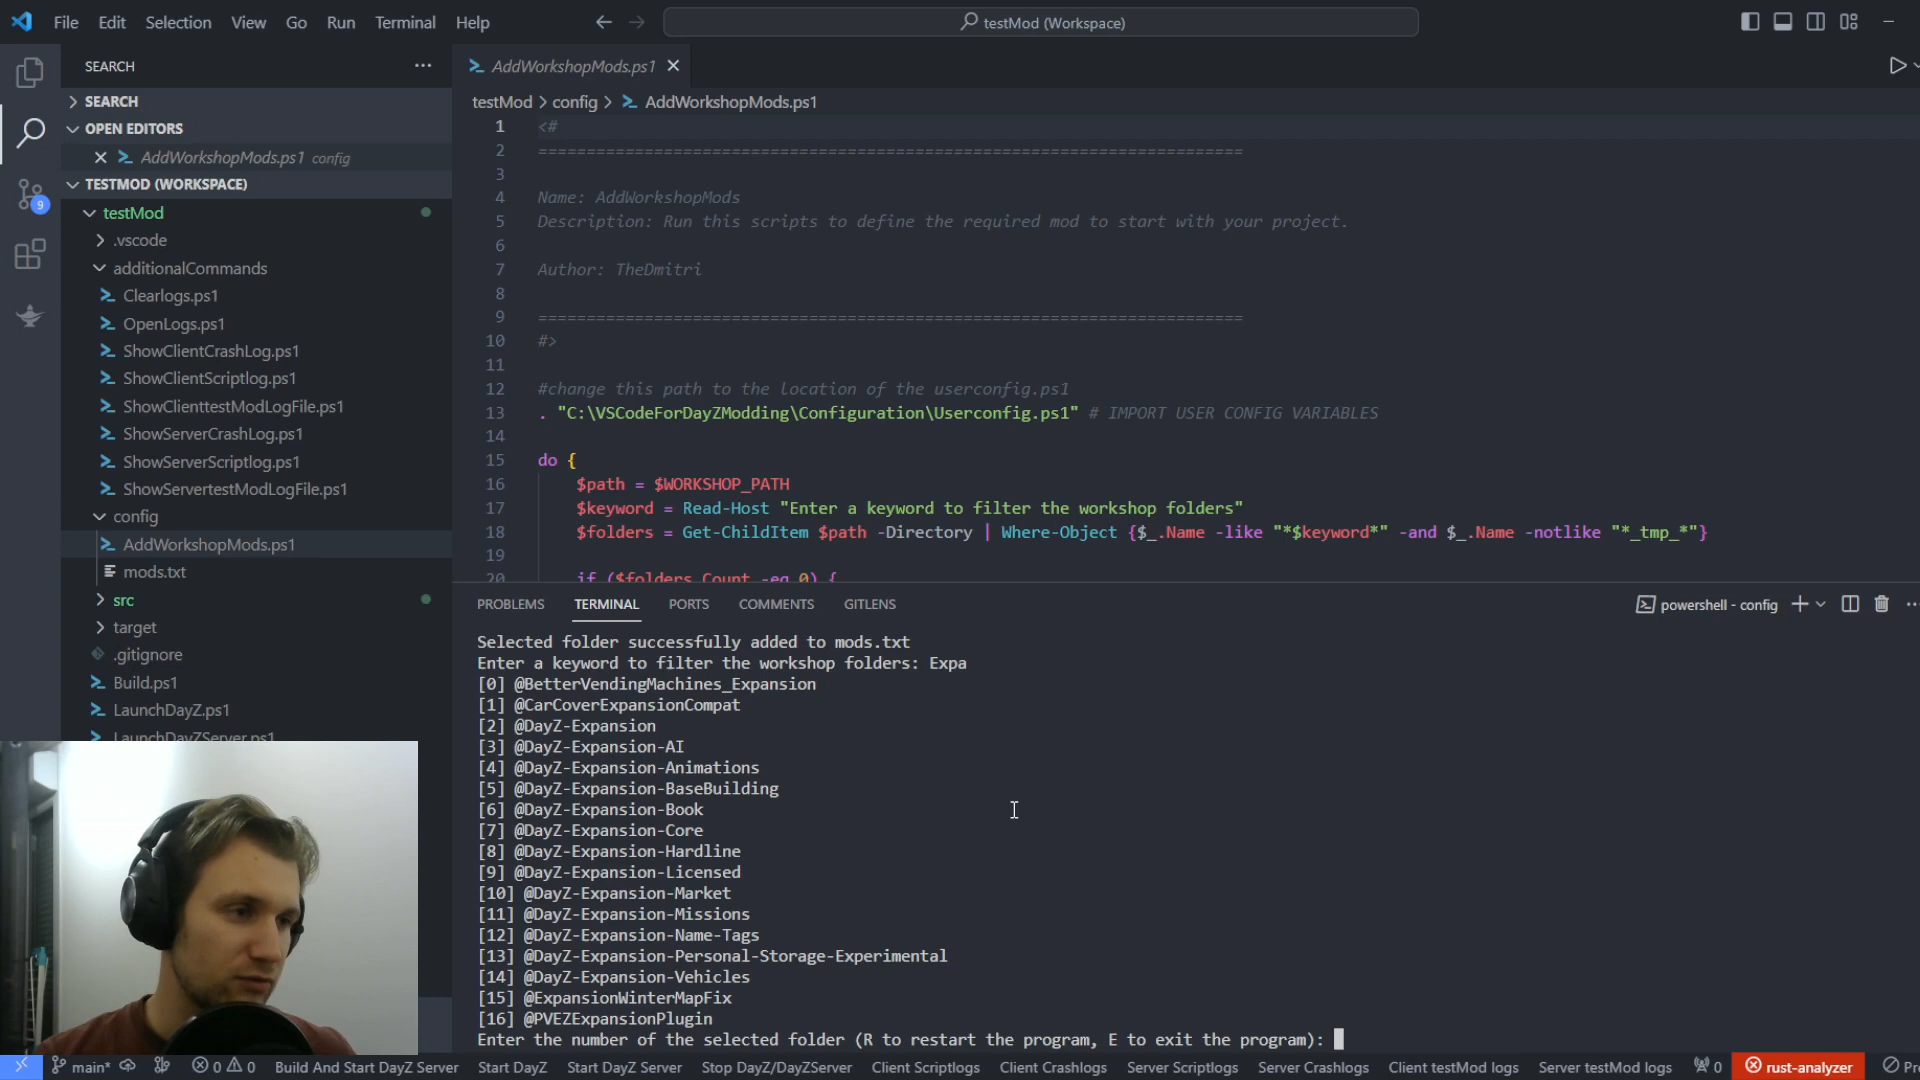 File Edit Selection View Go Run Terminal Help
testMod (Workspace)
SEARCH
SEARCH
OPEN EDITORS
AddWorkshopMods.ps1 config
TESTMOD (WORKSPACE)
testMod
.vscode
additionalCommands
Clearlogs.ps1
OpenLogs.ps1
ShowClientCrashLog.ps1
ShowClientScriptlog.ps1
ShowClienttestModLogFile.ps1
ShowServerCrashLog.ps1
ShowServerScriptlog.ps1
ShowServertestModLogFile.ps1
config
AddWorkshopMods.ps1
mods.txt
src
target
.gitignore
Build.ps1
LaunchDayZ.ps1
LaunchDayZServer.ps1
9
AddWorkshopMods.ps1
testMod > config > AddWorkshopMods.ps1
1 <#
2 ========================================================================
3
4 Name: AddWorkshopMods
5 Description: Run this scripts to define the required mod to start with your project.
6
7 Author: TheDmitri
8
9 ========================================================================
10 #>
11
12 #change this path to the location of the userconfig.ps1
13 . "C:\VSCodeForDayZModding\Configuration\Userconfig.ps1" # IMPORT USER CONFIG VARIABLES
14
15 do {
16 $path = $WORKSHOP_PATH
17 $keyword = Read-Host "Enter a keyword to filter the workshop folders"
18 $folders = Get-ChildItem $path -Directory | Where-Object {$_.Name -like "*$keyword*" -and $_.Name -notlike "*_tmp_*"}
19
20 if ($folders.Count -eq 0) {
PROBLEMS TERMINAL PORTS COMMENTS GITLENS
powershell - config
Selected folder successfully added to mods.txt
Enter a keyword to filter the workshop folders: Expa
[0] @BetterVendingMachines_Expansion
[1] @CarCoverExpansionCompat
[2] @DayZ-Expansion
[3] @DayZ-Expansion-AI
[4] @DayZ-Expansion-Animations
[5] @DayZ-Expansion-BaseBuilding
[6] @DayZ-Expansion-Book
[7] @DayZ-Expansion-Core
[8] @DayZ-Expansion-Hardline
[9] @DayZ-Expansion-Licensed
[10] @DayZ-Expansion-Market
[11] @DayZ-Expansion-Missions
[12] @DayZ-Expansion-Name-Tags
[13] @DayZ-Expansion-Personal-Storage-Experimental
[14] @DayZ-Expansion-Vehicles
[15] @ExpansionWinterMapFix
[16] @PVEZExpansionPlugin
Enter the number of the selected folder (R to restart the program, E to exit the program):
main* 0 0 Build And Start DayZ Server Start DayZ Start DayZ Server Stop DayZ/DayZServer Client Scriptlogs Client Crashlogs Server Scriptlogs Server Crashlogs Client testMod logs Server testMod logs 0 rust-analyzer